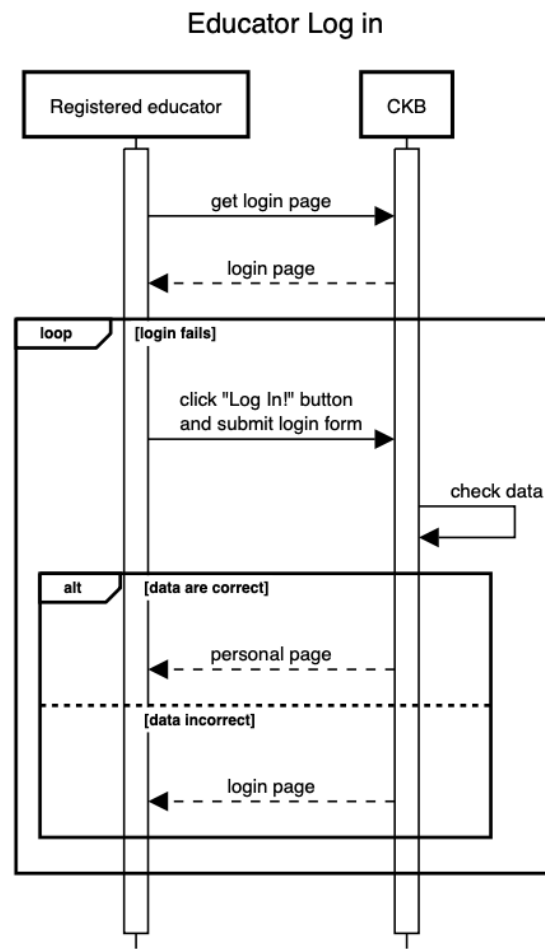 Educator Log in
Registered educator
CKB
get login page
login page
loop
[login fails]
click "Log In!" button
and submit login form
check data
alt
[data are correct]
personal page
[data incorrect]
login page